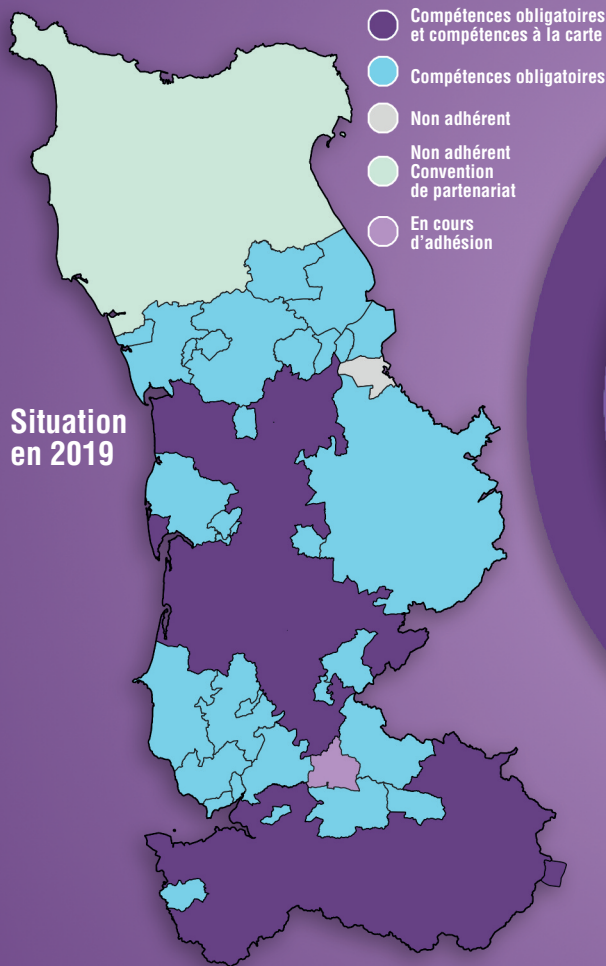 Compétences obligatoires
et compétences à la carte
Compétences obligatoires
Non adhérent
Non adhérent
Convention
de partenariat
En cours
d'adhésion
Situation
en 2019